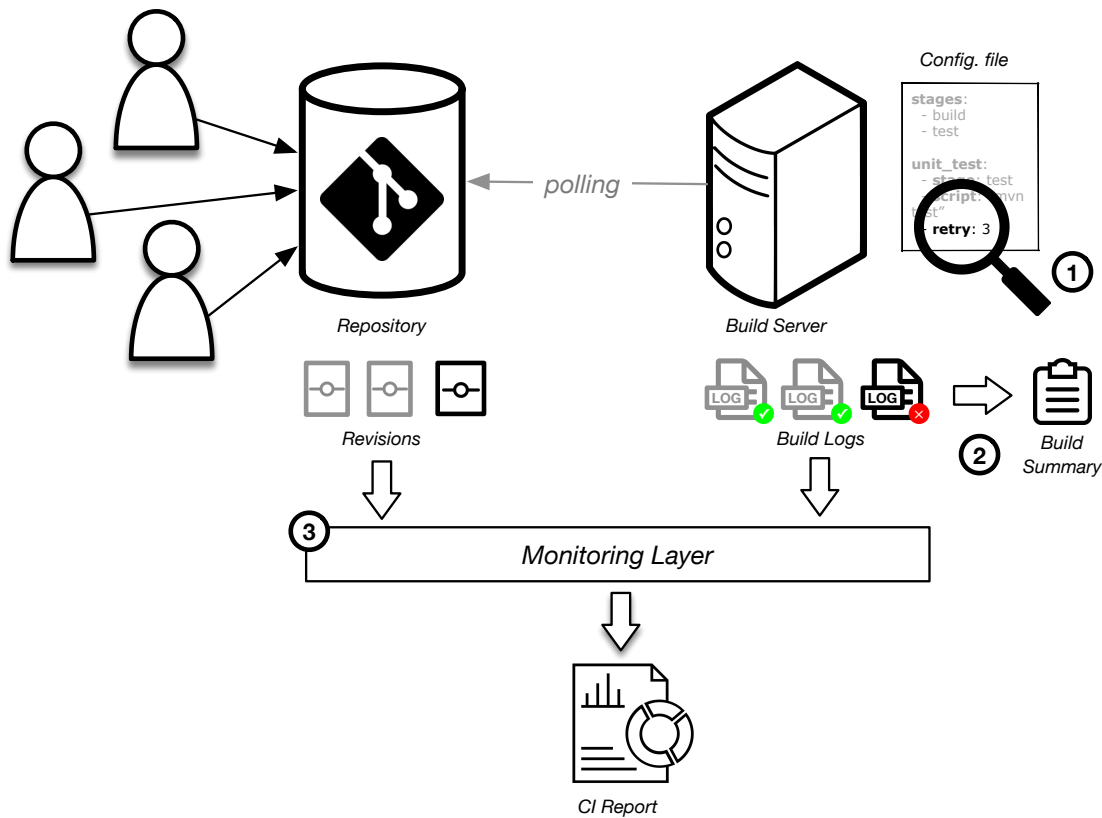 Config. file
stages:
- build
- test
unit_test:
- stage: test
- script: "mvn
test"
- retry: 3
polling
1
Repository
Build Server
LOG
LOG
LOG
Revisions
Build Logs
2
Build
Summary
3
Monitoring Layer
CI Report